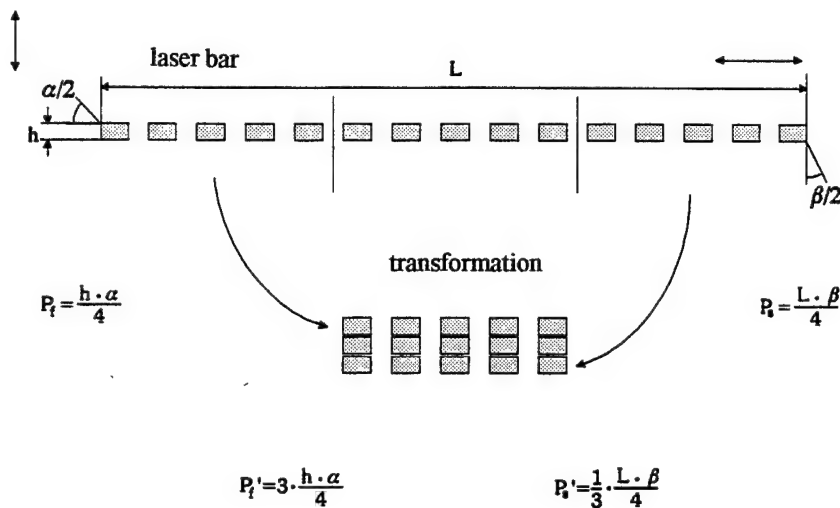 laser bar
L
α/2
h
β/2
transformation
P_f = h · α / 4
P_s = L · β / 4
P_f' = 3 · h · α / 4
P_s' = 1/3 · L · β / 4